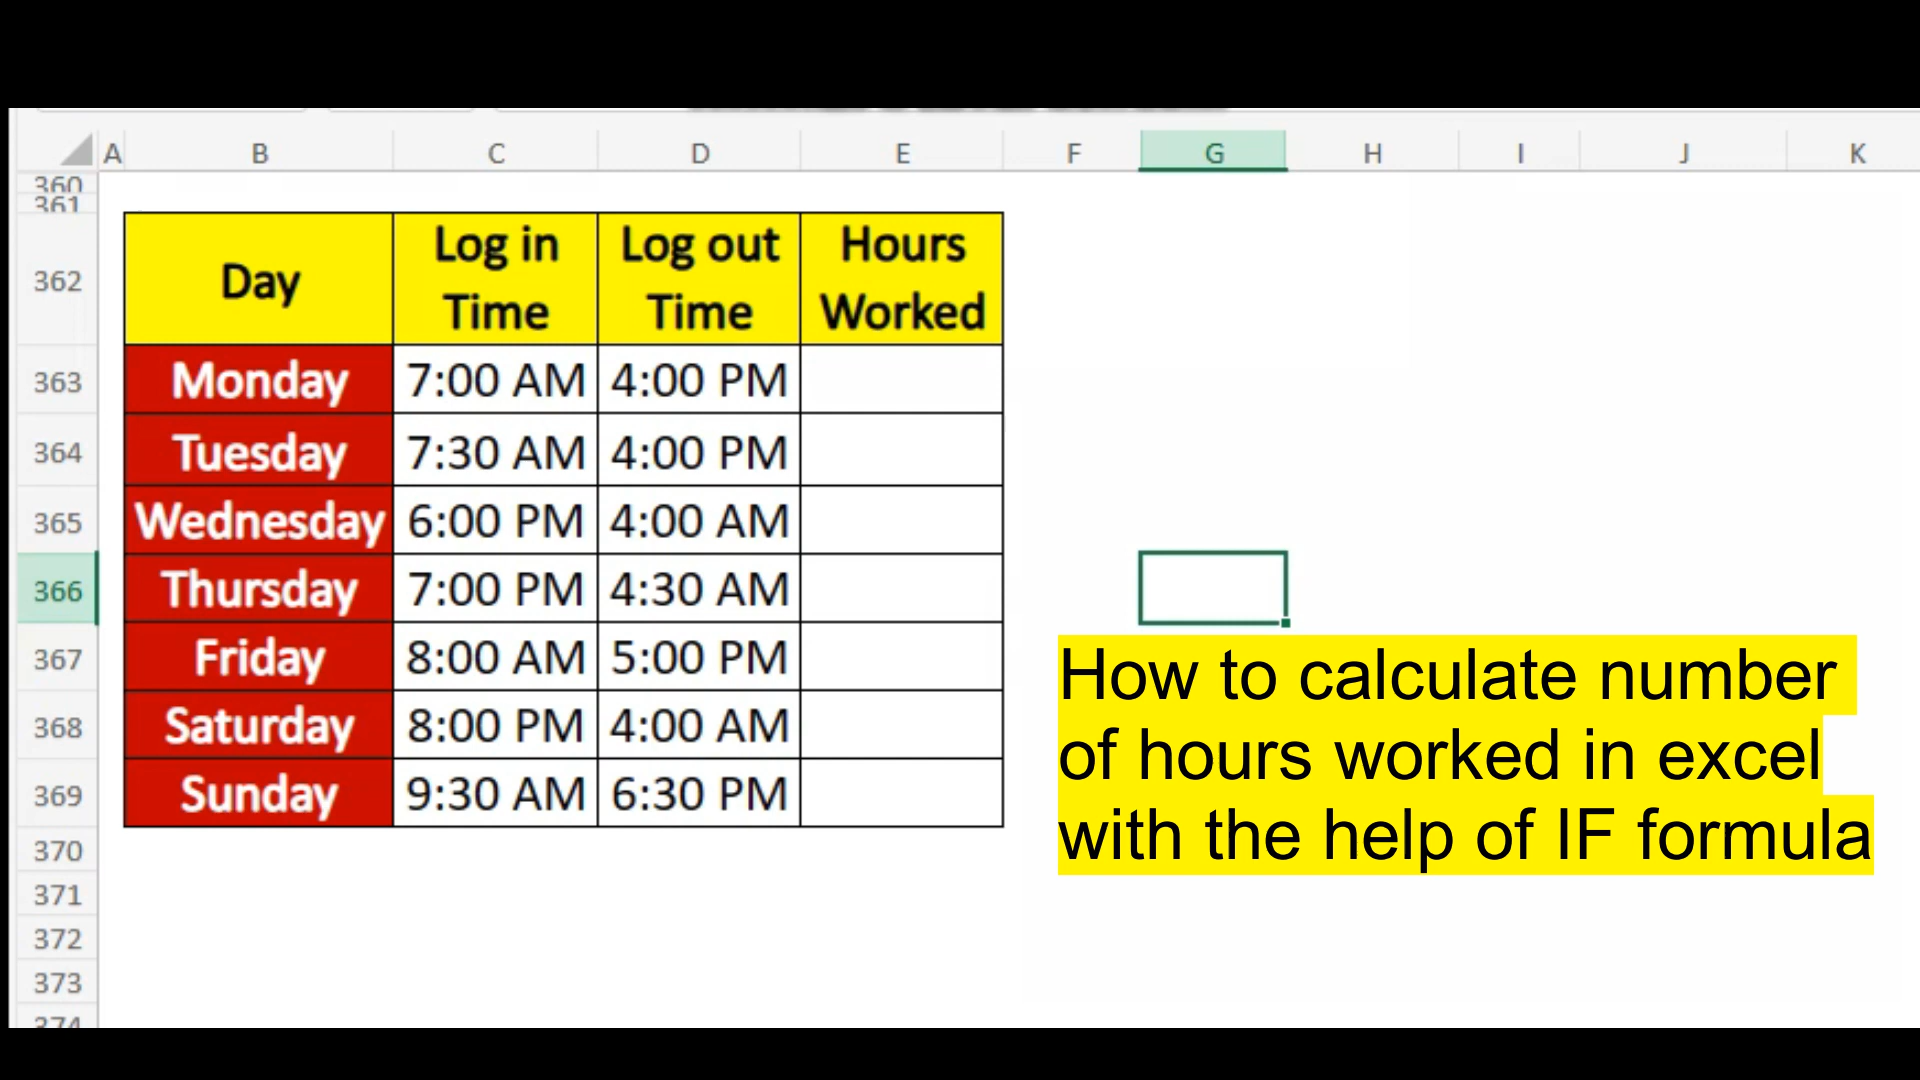 A B C D E F G H I J K
360
361
362 Day Log in Time Log out Time Hours Worked
363 Monday 7:00 AM 4:00 PM
364 Tuesday 7:30 AM 4:00 PM
365 Wednesday 6:00 PM 4:00 AM
366 Thursday 7:00 PM 4:30 AM
367 Friday 8:00 AM 5:00 PM
368 Saturday 8:00 PM 4:00 AM
369 Sunday 9:30 AM 6:30 PM
370
371
372
373
374
How to calculate number
of hours worked in excel
with the help of IF formula